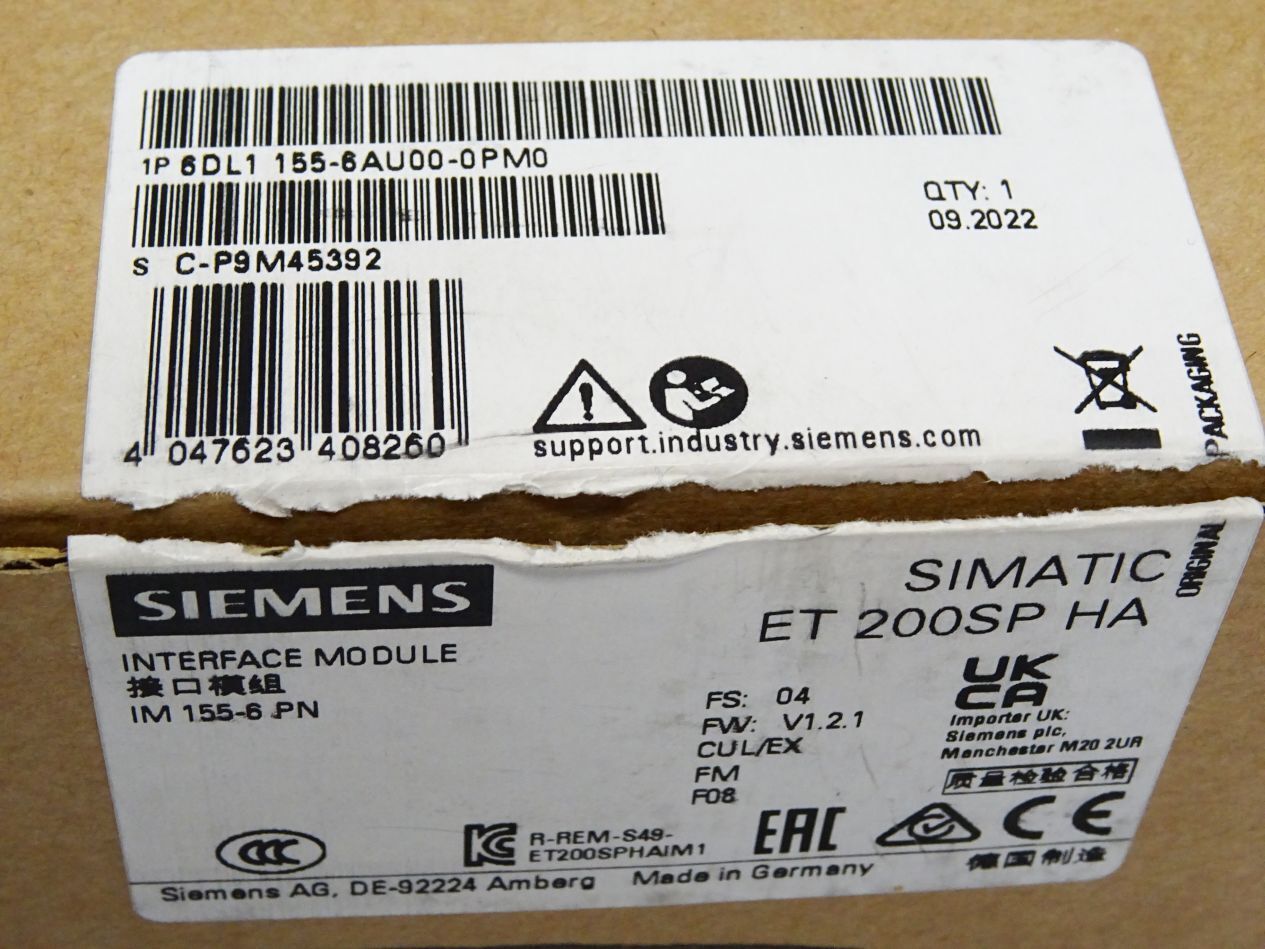 1P 6DL1 155-6AU00-0PM0
QTY: 1
09.2022
S C-P9M45392
4 047623 408260
support.industry.siemens.com
PACKAGING
ORIGINAL
SIEMENS
SIMATIC
ET 200SP HA
INTERFACE MODULE
接口模组
IM 155-6 PN
FS: 04
FW: V1.2.1
CUL/EX
FM
F08
UK
CA
Importer UK:
Siemens plc,
Manchester M20 2UR
质量检验合格
CCC
KC
R-REM-S49-
ET200SPHAIM1
EAC
CE
Siemens AG, DE-92224 Amberg Made in Germany
德国制造